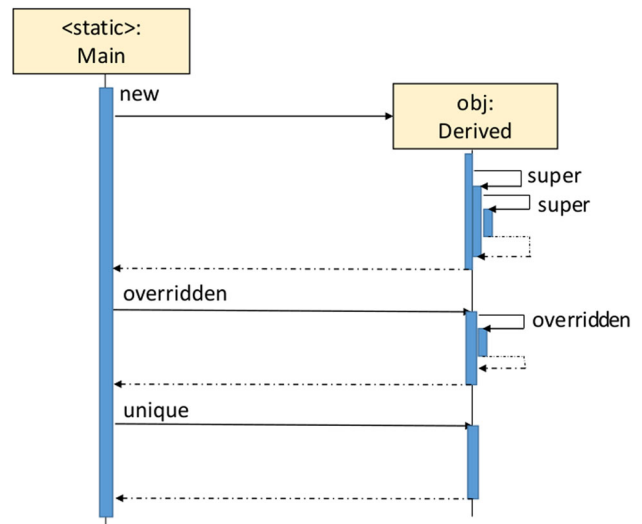 <static>:
Main
new
obj:
Derived
super
super
overridden
overridden
unique